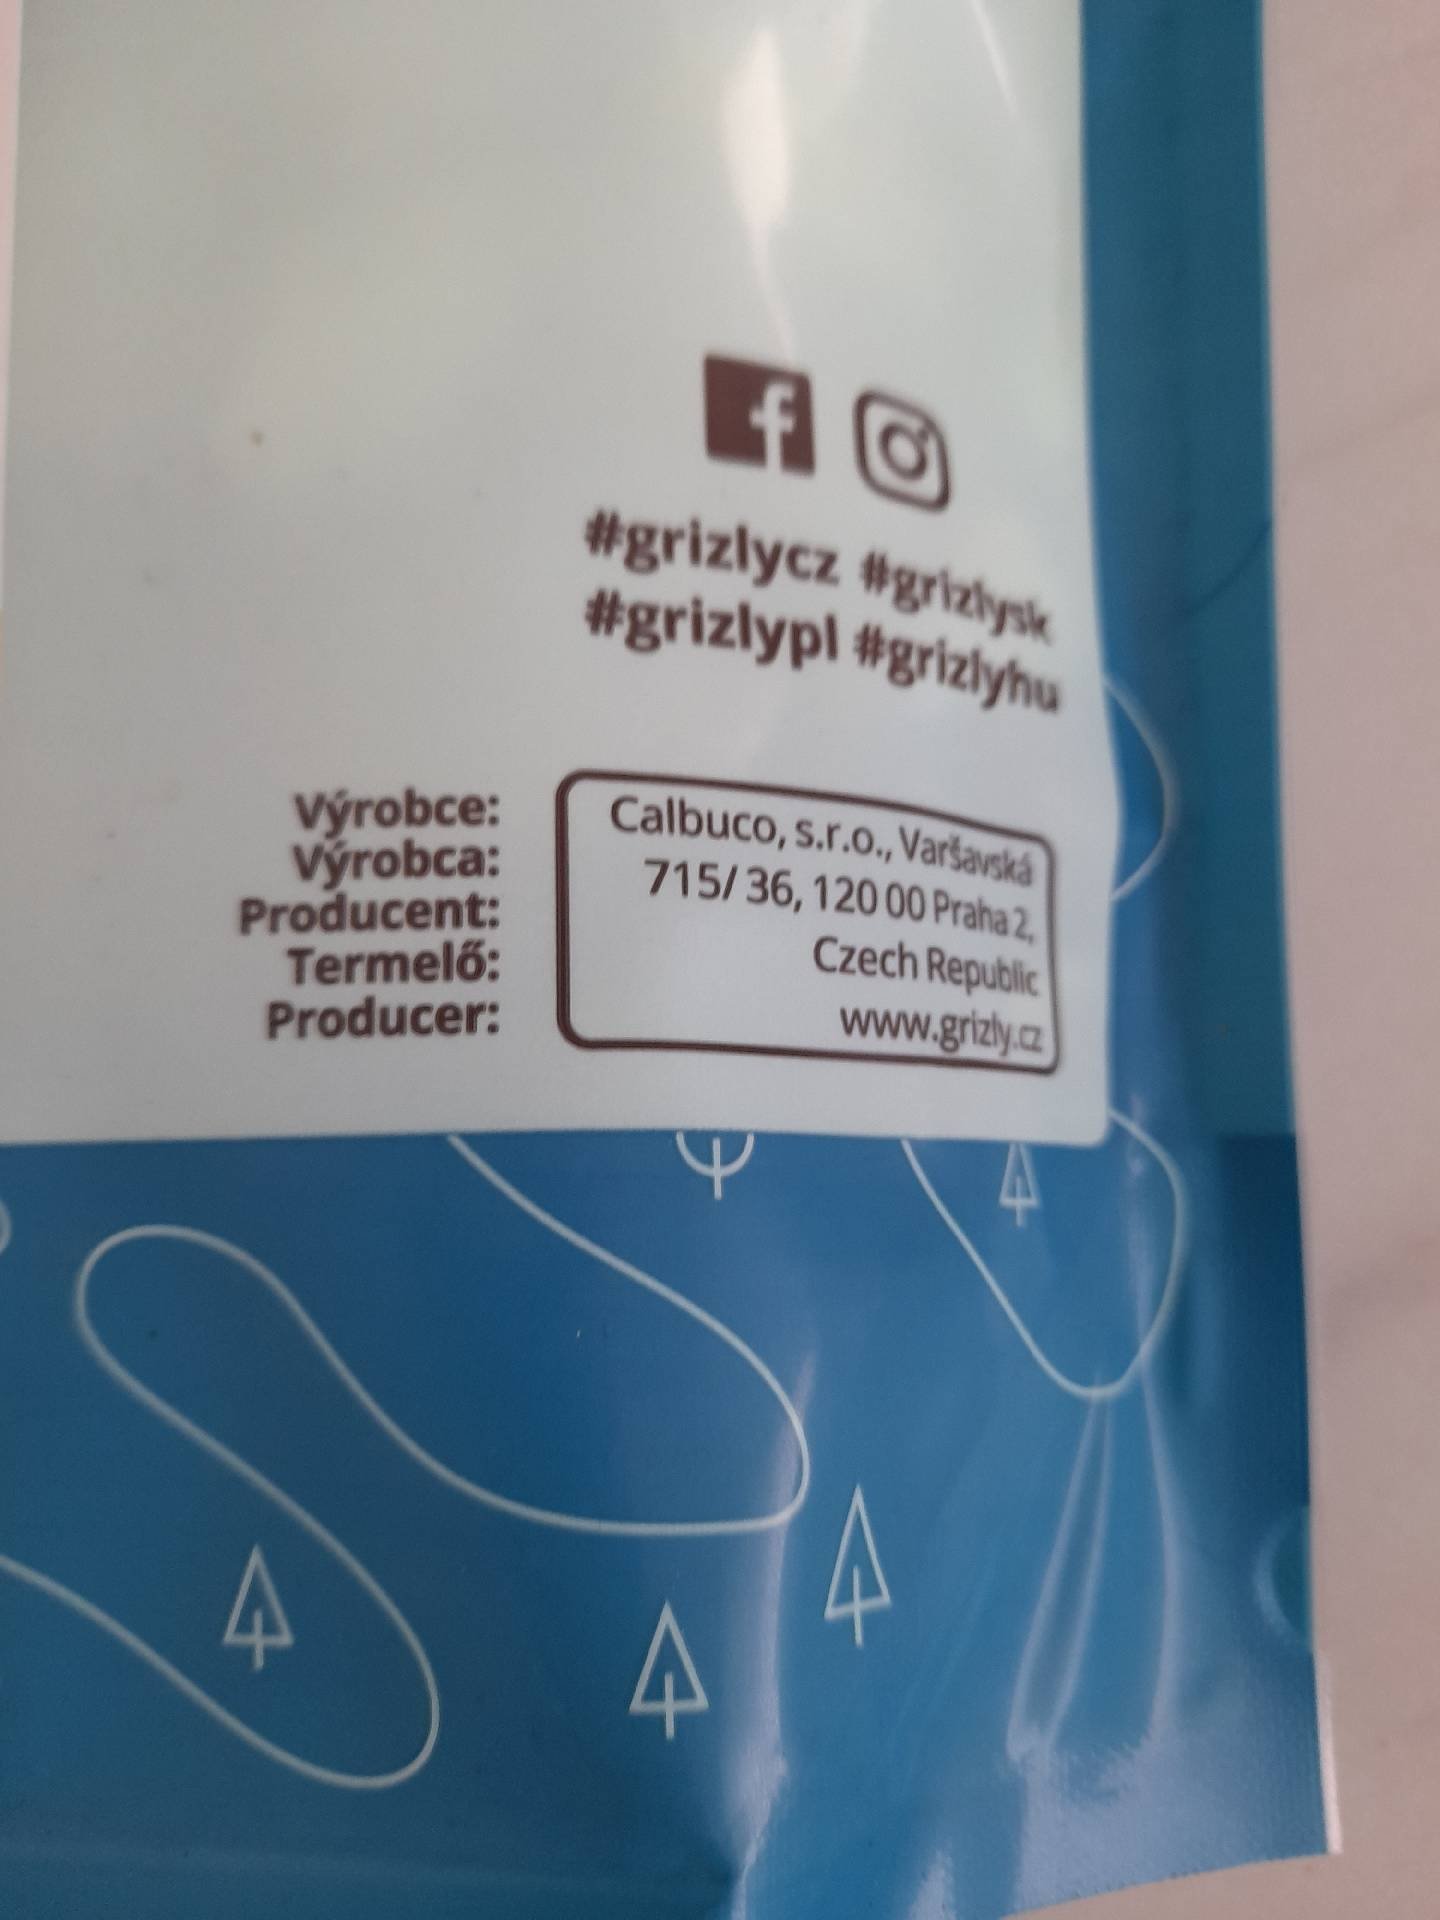 #grizlycz #grizlysk
#grizlypl #grizlyhu
Výrobce:
Výrobca:
Producent:
Termelő:
Producer:
Calbuco, s.r.o., Varšavská
715/ 36, 120 00 Praha 2,
Czech Republic
www.grizly.cz